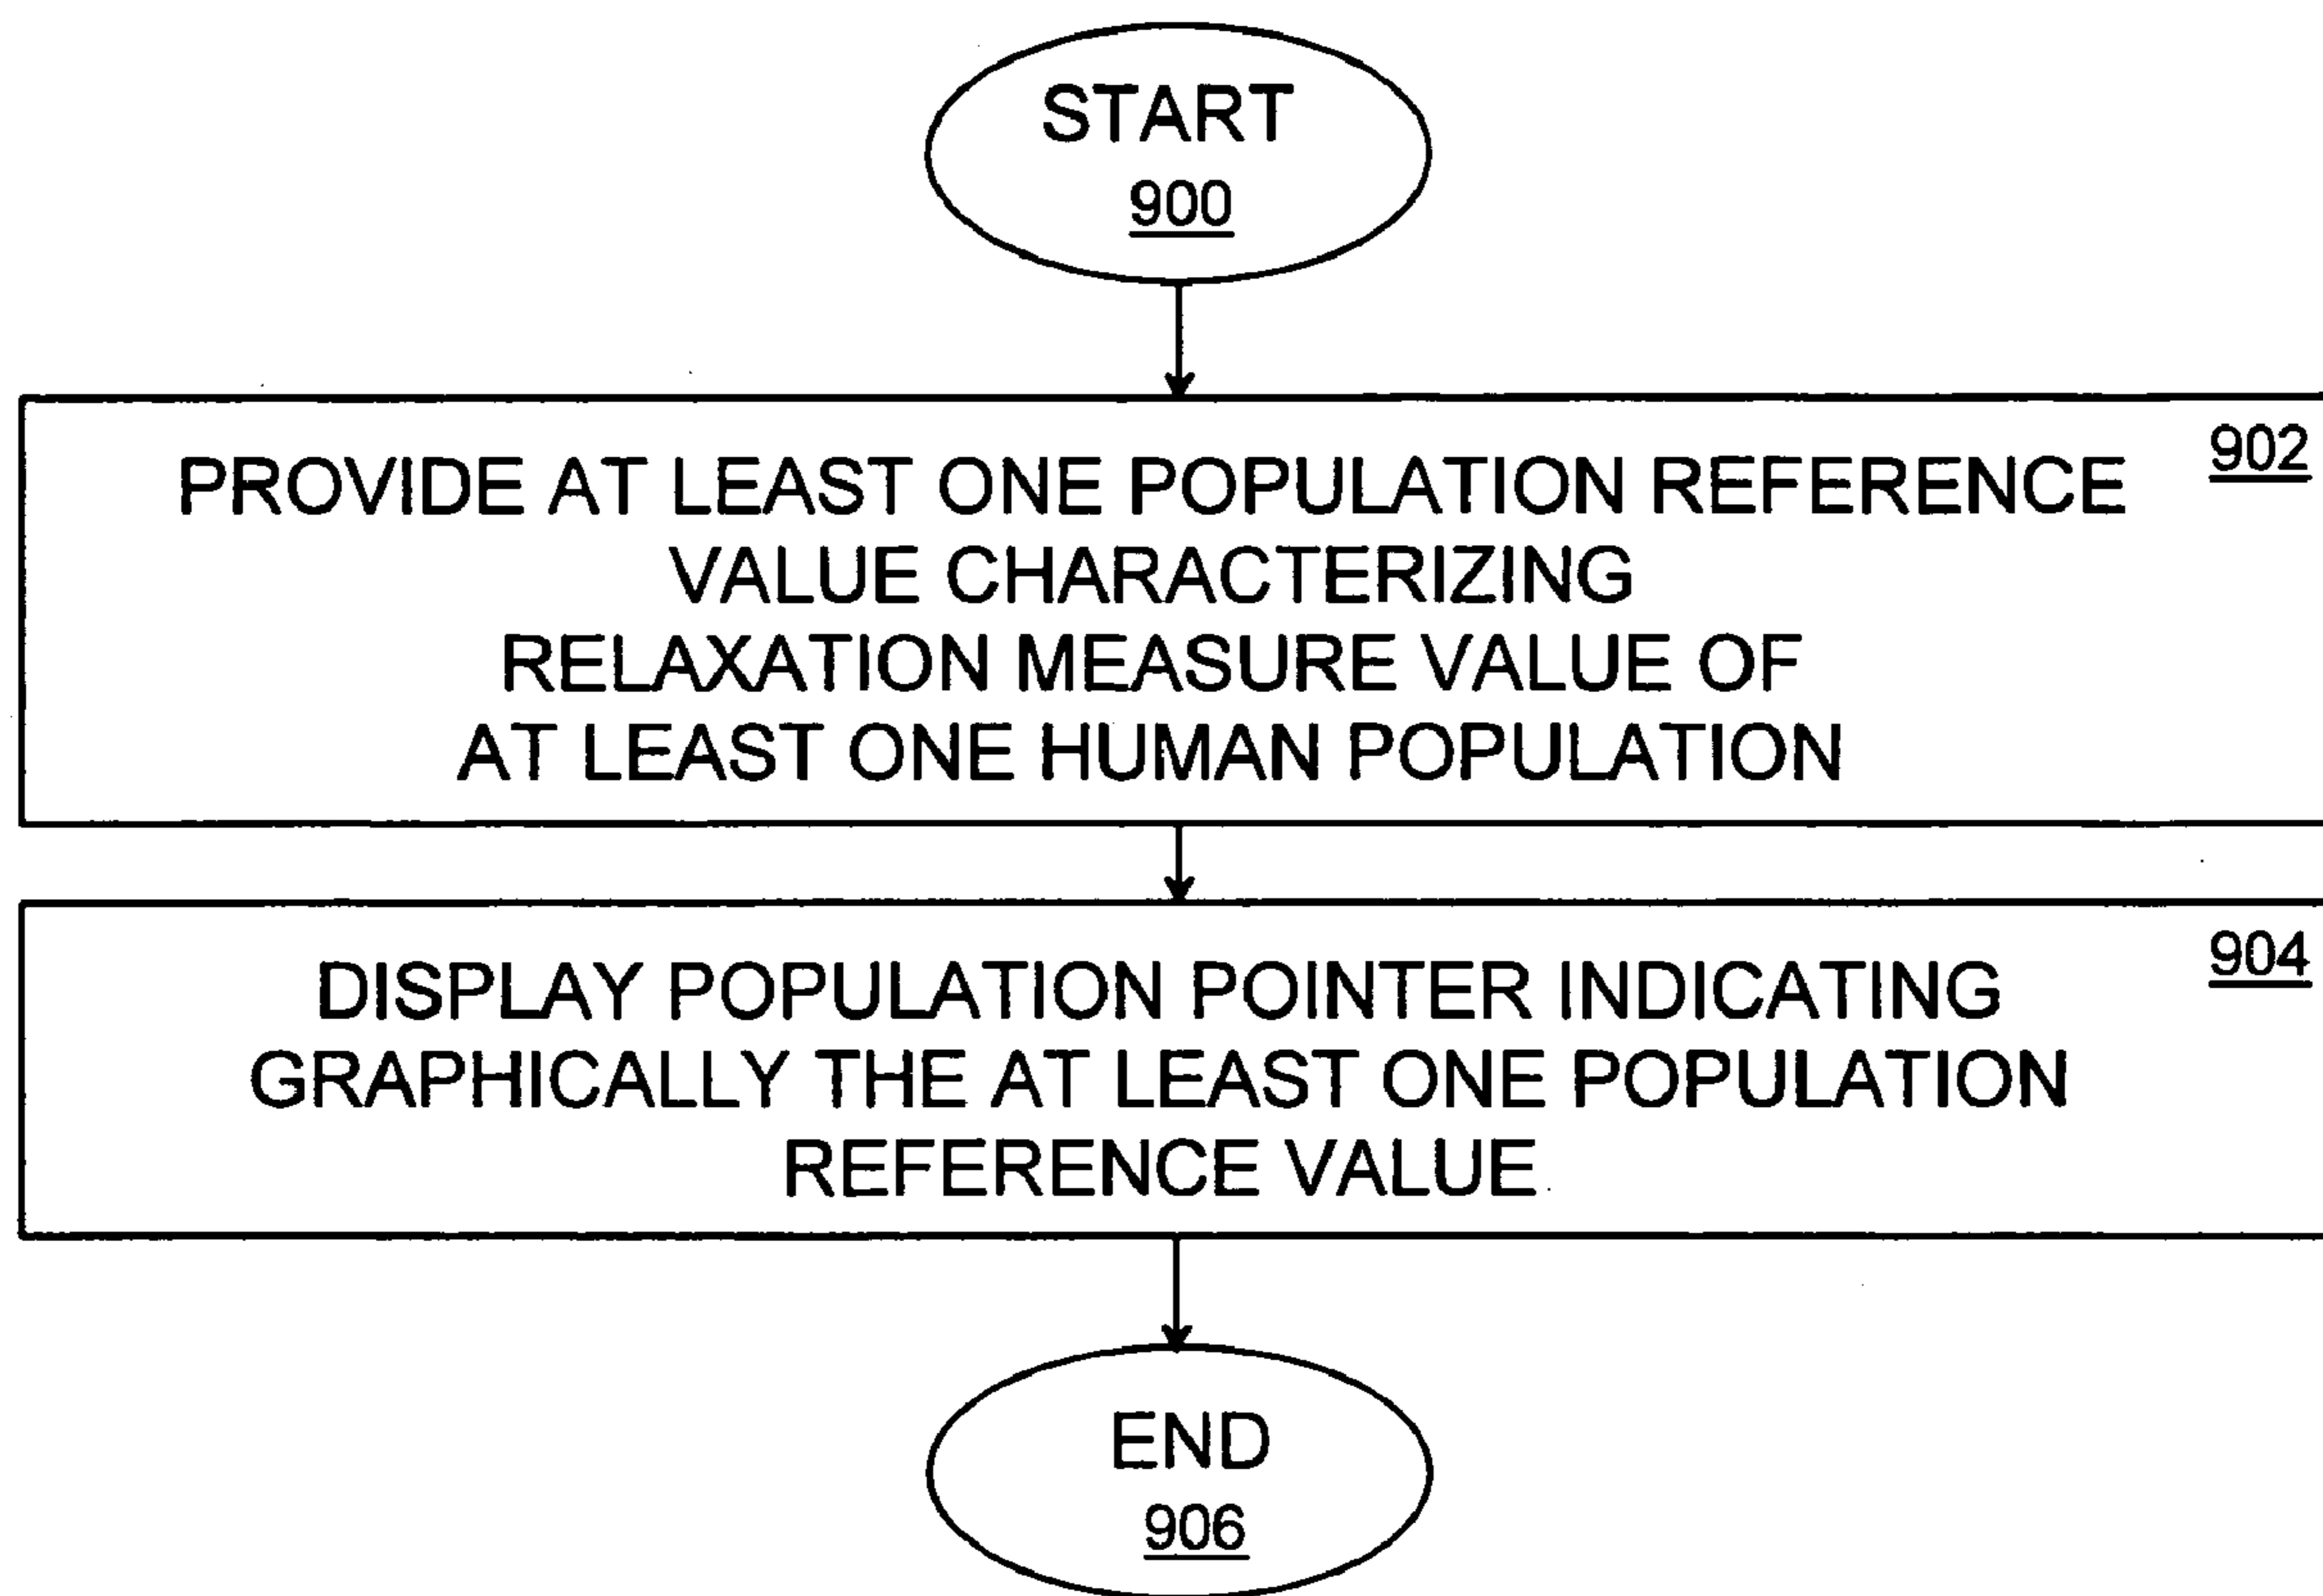 START
900
902
PROVIDE AT LEAST ONE POPULATION REFERENCE
VALUE CHARACTERIZING
RELAXATION MEASURE VALUE OF
AT LEAST ONE HUMAN POPULATION
904
DISPLAY POPULATION POINTER INDICATING
GRAPHICALLY THE AT LEAST ONE POPULATION
REFERENCE VALUE
END
906